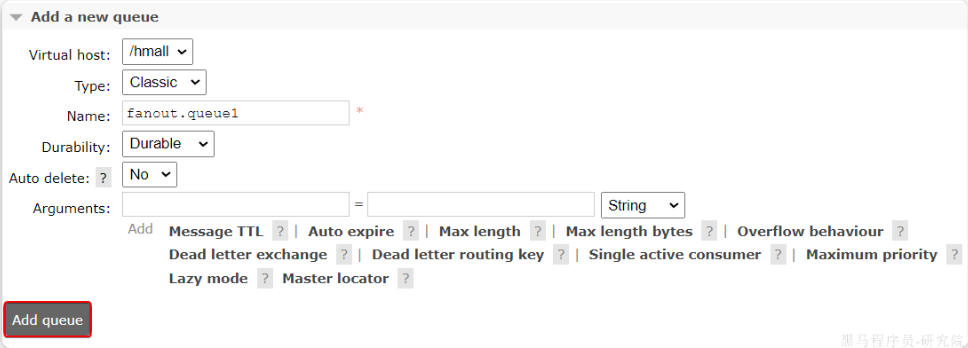 Add a new queue
Virtual host: /hmall
Type: Classic
Name: fanout.queue1 *
Durability: Durable
Auto delete: ? No
Arguments: = String
Add Message TTL ? | Auto expire ? | Max length ? | Max length bytes ? | Overflow behaviour ?
Dead letter exchange ? | Dead letter routing key ? | Single active consumer ? | Maximum priority ?
Lazy mode ? Master locator ?
Add queue
黑马程序员-研究院